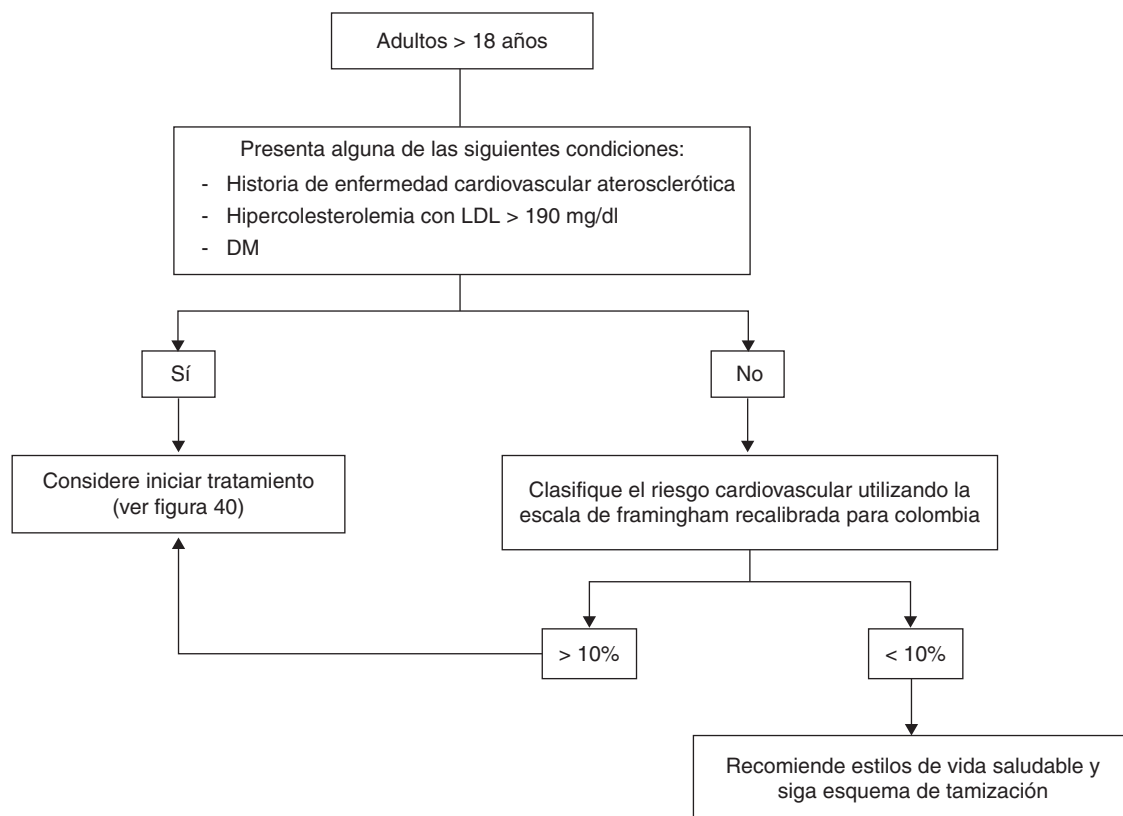 Adultos > 18 años
Presenta alguna de las siguientes condiciones:
- Historia de enfermedad cardiovascular aterosclerótica
- Hipercolesterolemia con LDL > 190 mg/dl
- DM
Sí
No
Considere iniciar tratamiento
(ver figura 40)
Clasifique el riesgo cardiovascular utilizando la
escala de framingham recalibrada para colombia
> 10%
< 10%
Recomiende estilos de vida saludable y
siga esquema de tamización